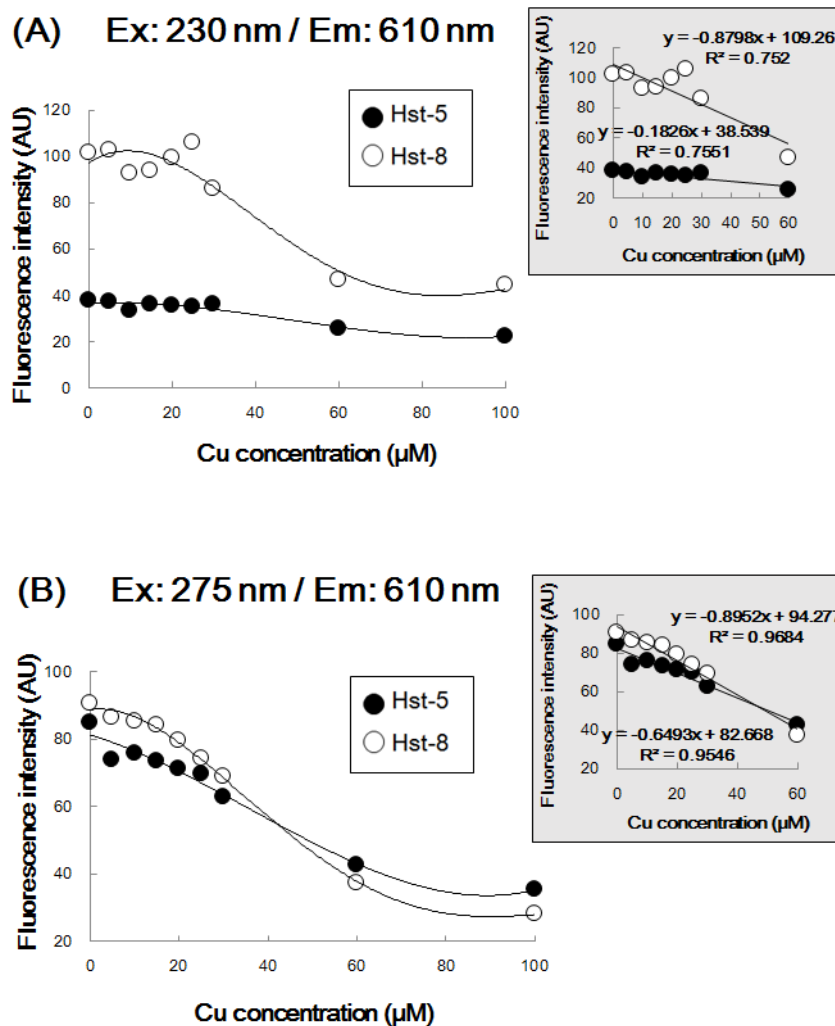 (A) Ex: 230 nm / Em: 610 nm
Fluorescence intensity (AU)
120
100
80
60
40
20
0
Hst-5
Hst-8
0 20 40 60 80 100
Cu concentration (µM)
y = -0.8798x + 109.26
R² = 0.752
y = -0.1826x + 38.539
R² = 0.7551
Fluorescence intensity (AU)
120
100
80
60
40
20
0 10 20 30 40 50 60
Cu concentration (µM)
(B) Ex: 275 nm / Em: 610 nm
Fluorescence intensity (AU)
100
80
60
40
20
Hst-5
Hst-8
0 20 40 60 80 100
Cu concentration (µM)
y = -0.8952x + 94.277
R² = 0.9684
y = -0.6493x + 82.668
R² = 0.9546
Fluorescence intensity (AU)
100
80
60
40
20
0 20 40 60
Cu concentration (µM)